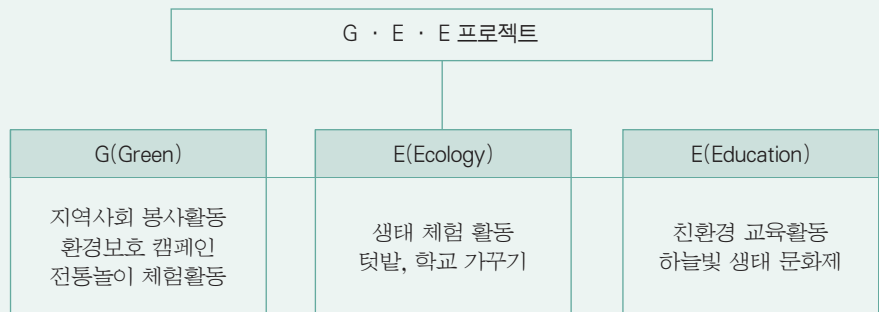 G · E · E 프로젝트
G(Green)
지역사회 봉사활동
환경보호 캠페인
전통놀이 체험활동
E(Ecology)
생태 체험 활동
텃밭, 학교 가꾸기
E(Education)
친환경 교육활동
하늘빛 생태 문화제